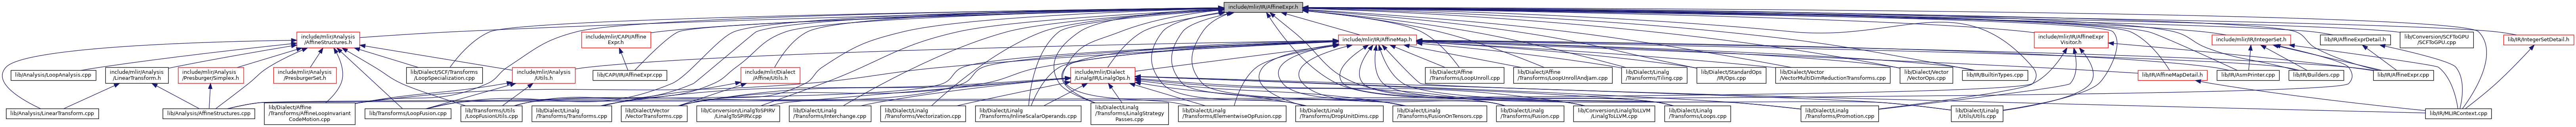 include/mlir/IR/AffineExpr.h
include/mlir/Analysis
/AffineStructures.h
include/mlir/CAPI/Affine
Expr.h
include/mlir/IR/AffineMap.h
include/mlir/IR/AffineExpr
Visitor.h
include/mlir/IR/IntegerSet.h
lib/IR/AffineExprDetail.h
lib/Conversion/SCFToGPU
/SCFToGPU.cpp
lib/IR/IntegerSetDetail.h
lib/Analysis/LoopAnalysis.cpp
include/mlir/Analysis
/LinearTransform.h
include/mlir/Analysis
/Presburger/Simplex.h
include/mlir/Analysis
/PresburgerSet.h
lib/Dialect/SCF/Transforms
/LoopSpecialization.cpp
include/mlir/Analysis
/Utils.h
lib/CAPI/IR/AffineExpr.cpp
include/mlir/Dialect
/Affine/Utils.h
include/mlir/Dialect
/Linalg/IR/LinalgOps.h
lib/Dialect/Affine
/Transforms/LoopUnroll.cpp
lib/Dialect/Affine
/Transforms/LoopUnrollAndJam.cpp
lib/Dialect/Linalg
/Transforms/Tiling.cpp
lib/Dialect/StandardOps
/IR/Ops.cpp
lib/Dialect/Vector
/VectorMultiDimReductionTransforms.cpp
lib/Dialect/Vector
/VectorOps.cpp
lib/IR/BuiltinTypes.cpp
lib/IR/AffineMapDetail.h
lib/IR/AsmPrinter.cpp
lib/IR/Builders.cpp
lib/IR/AffineExpr.cpp
lib/Analysis/LinearTransform.cpp
lib/Analysis/AffineStructures.cpp
lib/Dialect/Affine
/Transforms/AffineLoopInvariant
CodeMotion.cpp
lib/Transforms/LoopFusion.cpp
lib/Transforms/Utils
/LoopFusionUtils.cpp
lib/Dialect/Linalg
/Transforms/Transforms.cpp
lib/Dialect/Vector
/VectorTransforms.cpp
lib/Conversion/LinalgToSPIRV
/LinalgToSPIRV.cpp
lib/Dialect/Linalg
/Transforms/Interchange.cpp
lib/Dialect/Linalg
/Transforms/Vectorization.cpp
lib/Dialect/Linalg
/Transforms/InlineScalarOperands.cpp
lib/Dialect/Linalg
/Transforms/LinalgStrategy
Passes.cpp
lib/Dialect/Linalg
/Transforms/ElementwiseOpFusion.cpp
lib/Dialect/Linalg
/Transforms/DropUnitDims.cpp
lib/Dialect/Linalg
/Transforms/FusionOnTensors.cpp
lib/Dialect/Linalg
/Transforms/Fusion.cpp
lib/Conversion/LinalgToLLVM
/LinalgToLLVM.cpp
lib/Dialect/Linalg
/Transforms/Loops.cpp
lib/Dialect/Linalg
/Transforms/Promotion.cpp
lib/Dialect/Linalg
/Utils/Utils.cpp
lib/IR/MLIRContext.cpp